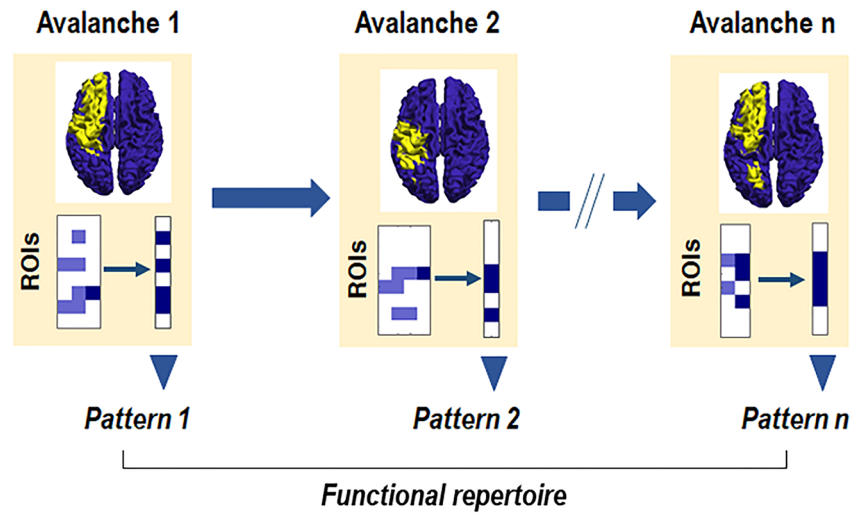 Avalanche 1
Avalanche 2
Avalanche n
ROIs
ROIs
ROIs
Pattern 1
Pattern 2
Pattern n
Functional repertoire